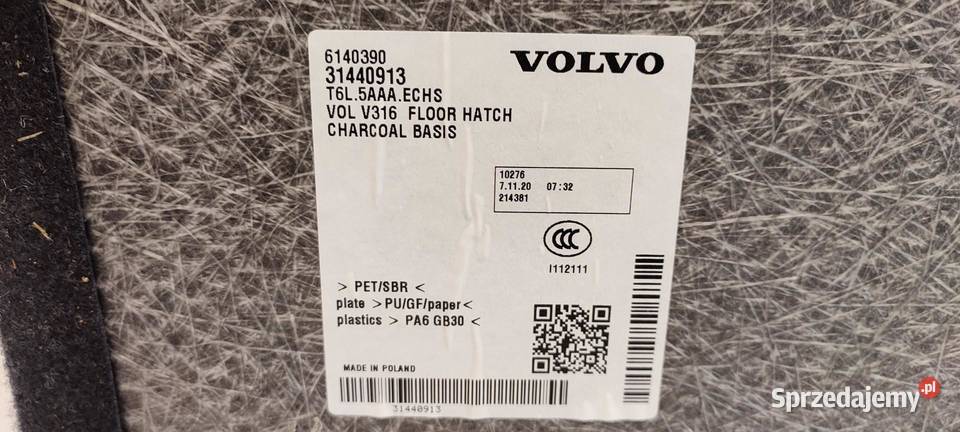 6140390
31440913
T6L.5AAA.ECHS
VOL V316 FLOOR HATCH
CHARCOAL BASIS
VOLVO
10276
7.11.20 07:32
214381
CCC
I112111
> PET/SBR <
plate >PU/GF/paper<
plastics > PA6 GB30 <
MADE IN POLAND
31440913
Sprzedajemy.pl